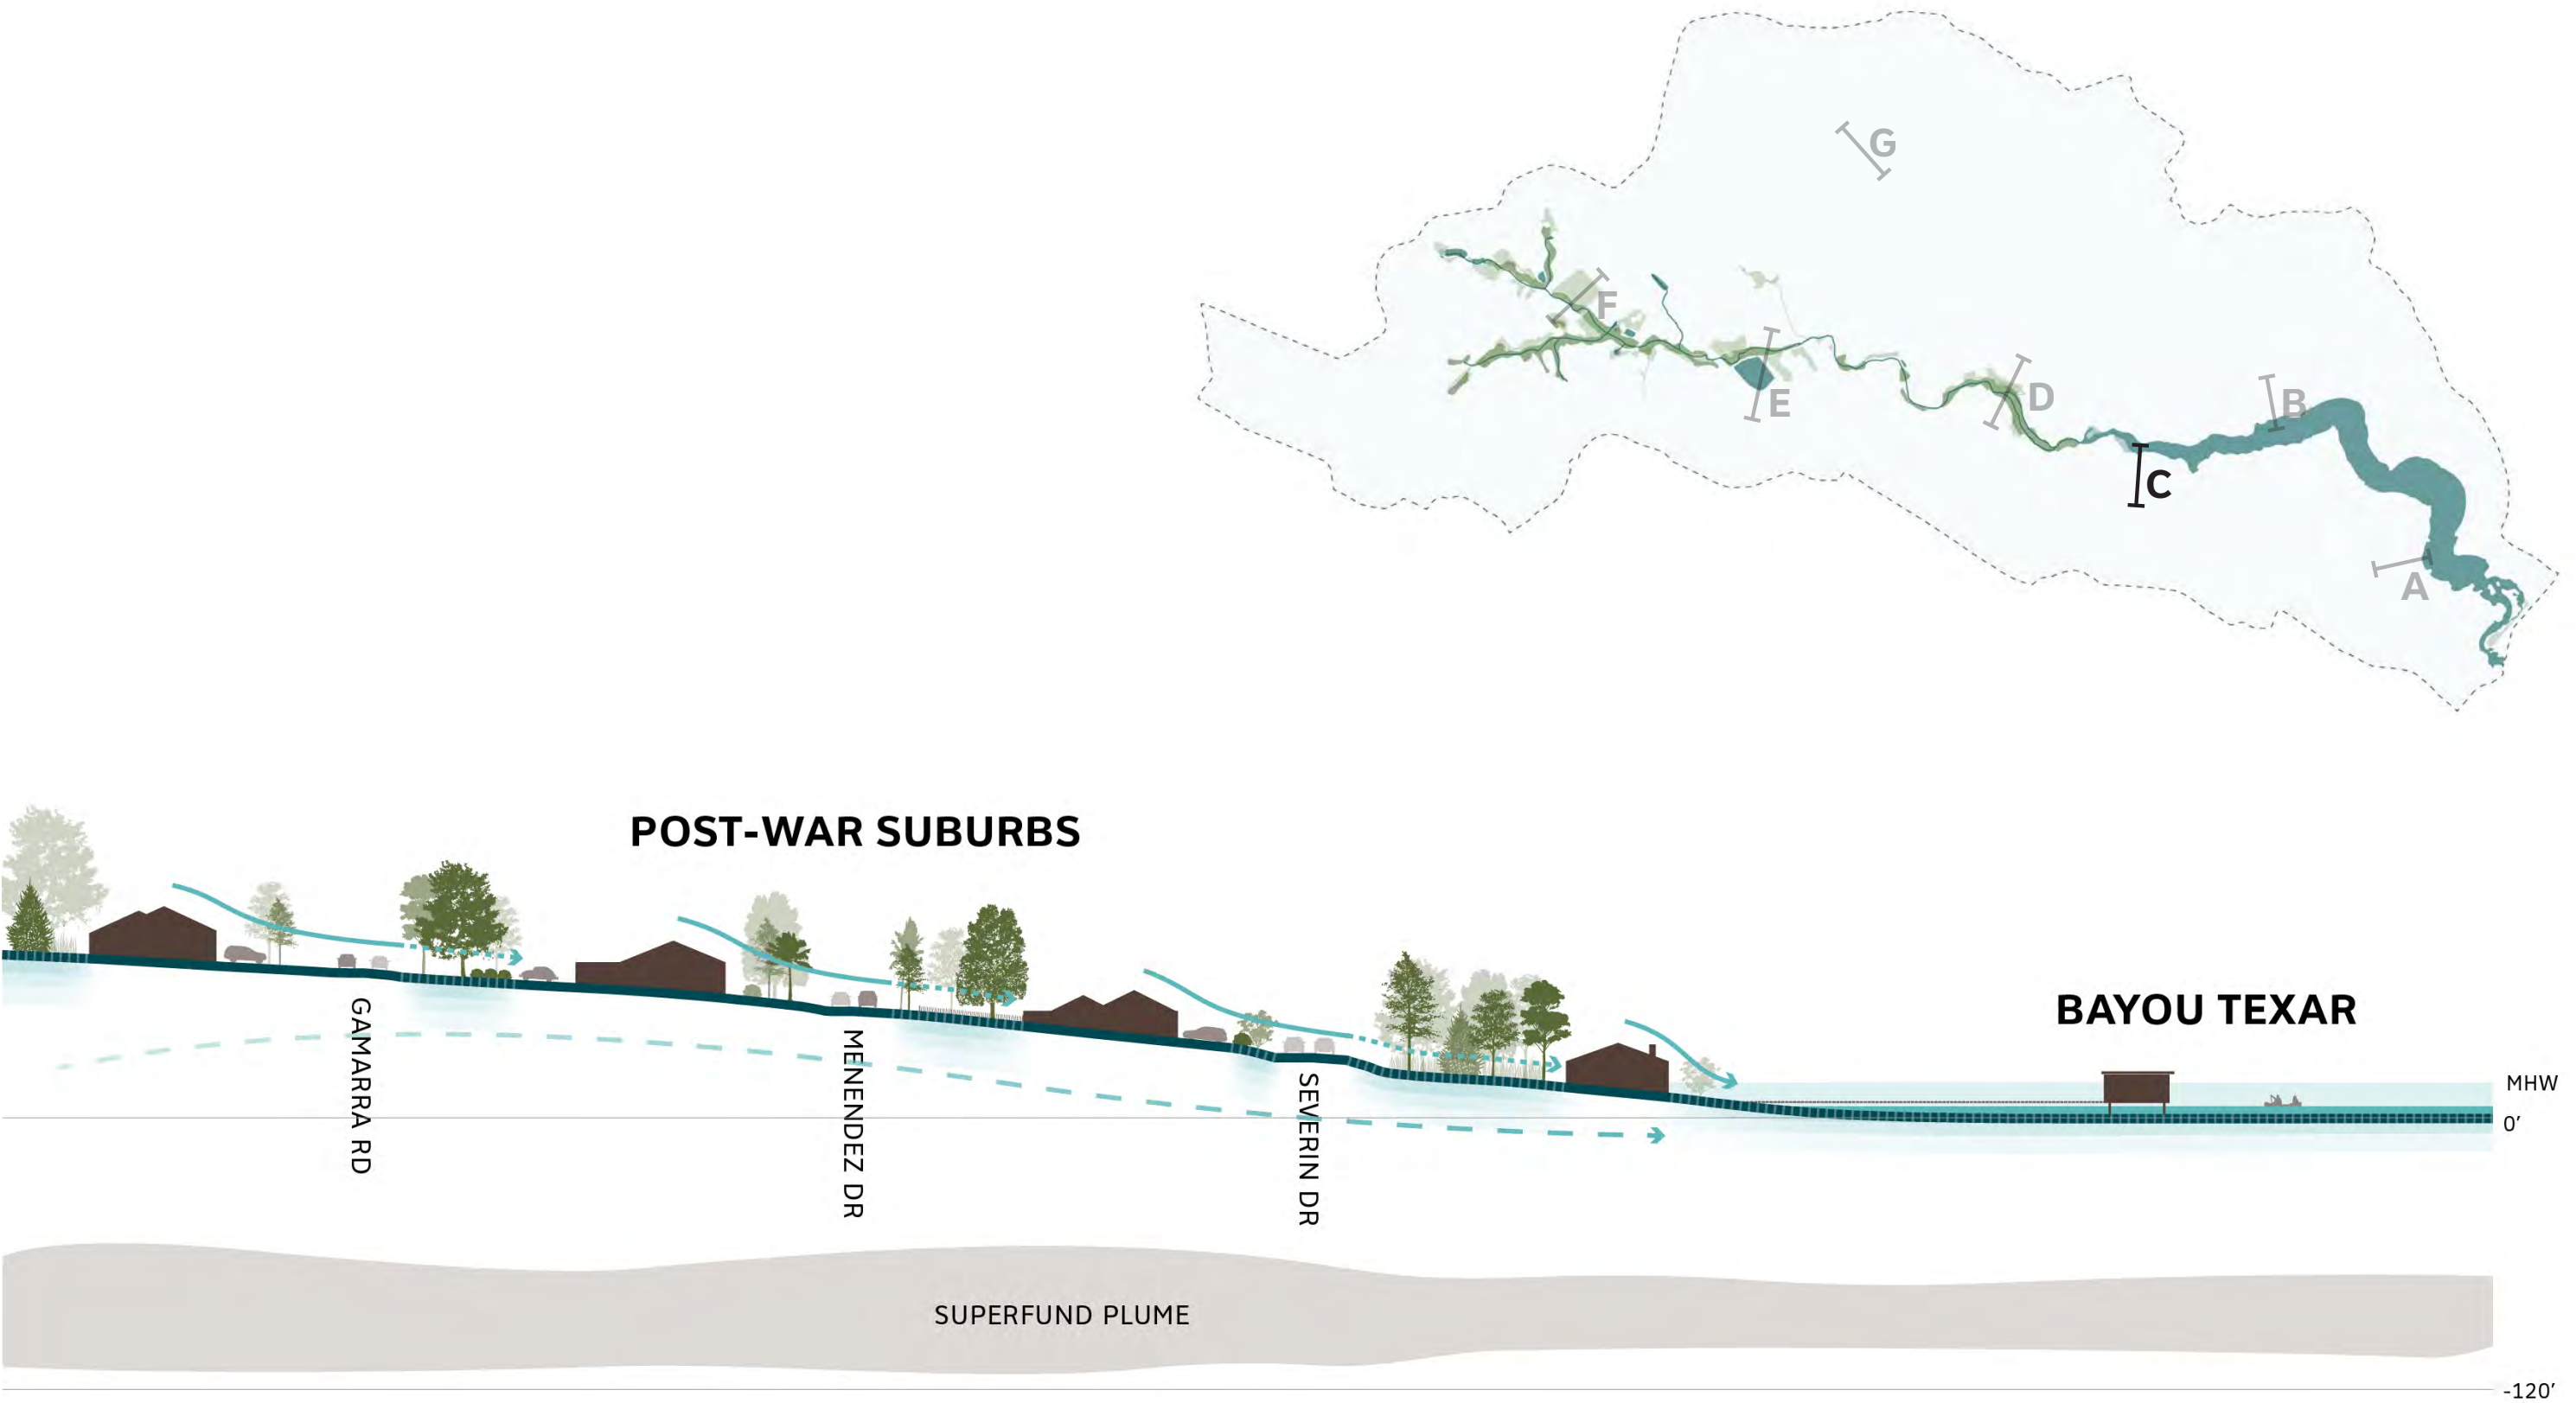 G
F
E
D
B
C
A
POST-WAR SUBURBS
BAYOU TEXAR
GAMARRA RD
MENENDEZ DR
SEVERIN DR
MHW
0’
SUPERFUND PLUME
-120’